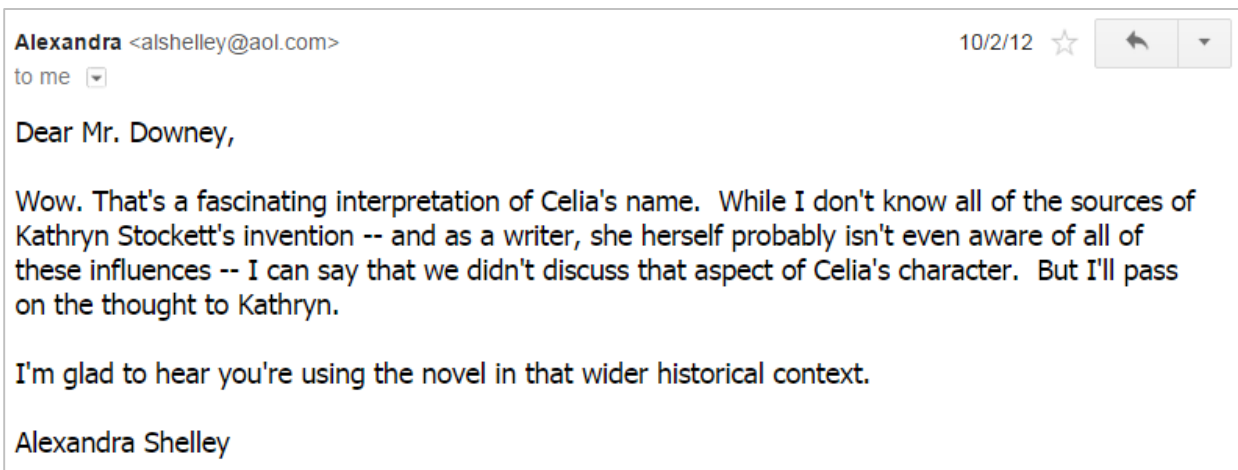 Alexandra <alshelley@aol.com> 10/2/12
to me
Dear Mr. Downey,
Wow. That's a fascinating interpretation of Celia's name.  While I don't know all of the sources of
Kathryn Stockett's invention -- and as a writer, she herself probably isn't even aware of all of
these influences -- I can say that we didn't discuss that aspect of Celia's character.  But I'll pass
on the thought to Kathryn.
I'm glad to hear you're using the novel in that wider historical context.
Alexandra Shelley